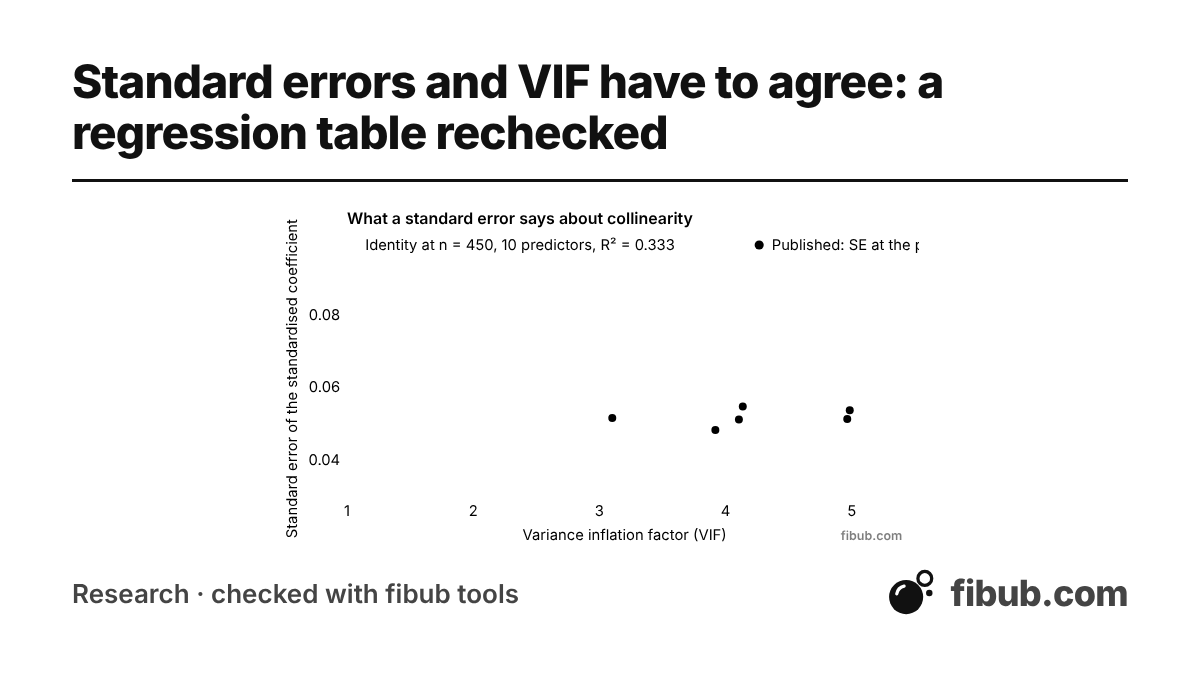 Standard errors and VIF have to agree: a
regression table rechecked
What a standard error says about collinearity
Identity at n = 450, 10 predictors, R² = 0.333
Published: SE at the
Standard error of the standardised coefficient
0.08
0.06
0.04
1 2 3 4 5
Variance inflation factor (VIF)
fibub.com
Research · checked with fibub tools
fibub.com